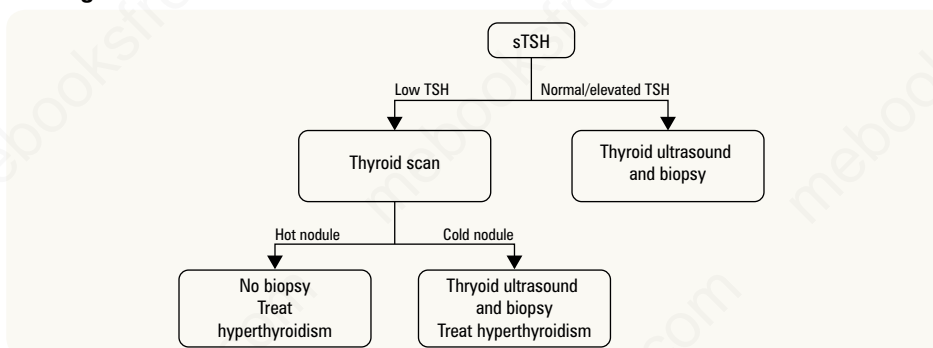 sTSH
Low TSH
Normal/elevated TSH
Thyroid scan
Thyroid ultrasound
and biopsy
Hot nodule
Cold nodule
No biopsy
Treat
hyperthyroidism
Thryoid ultrasound
and biopsy
Treat hyperthyroidism